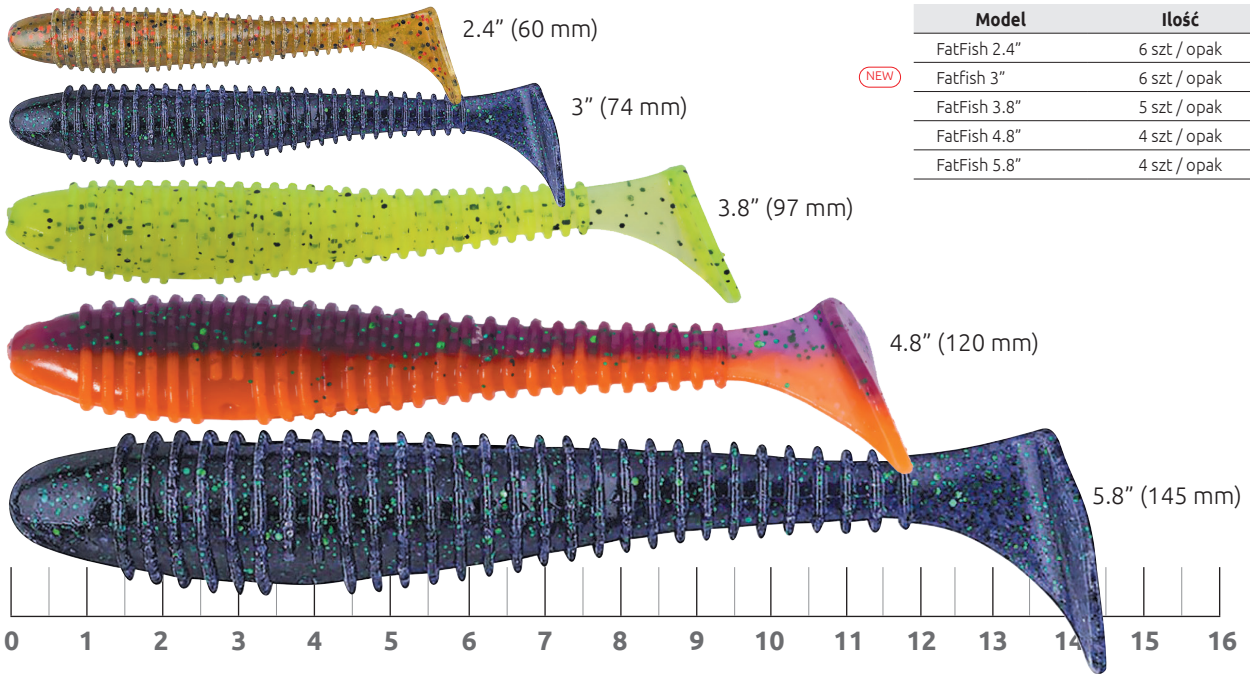 2.4” (60 mm)
3” (74 mm)
3.8” (97 mm)
4.8” (120 mm)
5.8” (145 mm)
Model Ilość
FatFish 2.4” 6 szt / opak
NEW Fatfish 3” 6 szt / opak
FatFish 3.8” 5 szt / opak
FatFish 4.8” 4 szt / opak
FatFish 5.8” 4 szt / opak
0 1 2 3 4 5 6 7 8 9 10 11 12 13 14 15 16